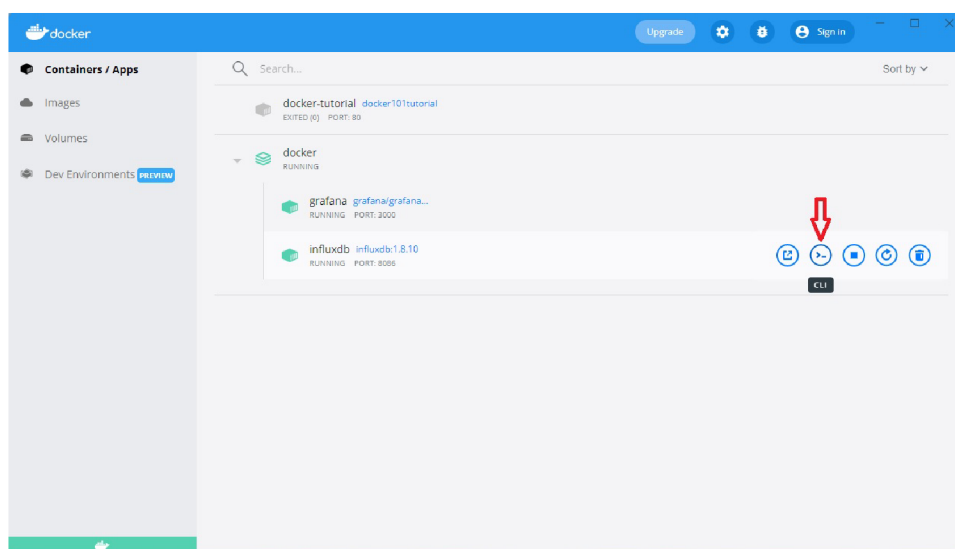 docker
Upgrade
Sign in
Containers / Apps
Images
Volumes
Dev Environments PREVIEW
Search...
Sort by
docker-tutorial docker101tutorial
EXITED (0) PORT: 80
docker
RUNNING
grafana grafana/grafana...
RUNNING PORT: 3000
influxdb influxdb:1.8.10
RUNNING PORT: 8086
CLI